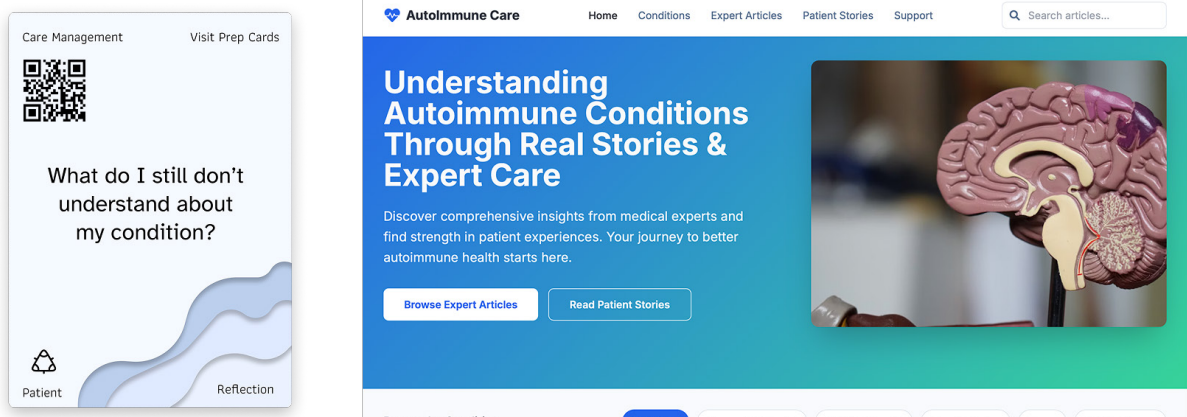 Care Management
Visit Prep Cards
What do I still don't
understand about
my condition?
Patient
Reflection
AutoImmune Care
Home
Conditions
Expert Articles
Patient Stories
Support
Search articles...
Understanding
Autoimmune Conditions
Through Real Stories &
Expert Care
Discover comprehensive insights from medical experts and
find strength in patient experiences. Your journey to better
autoimmune health starts here.
Browse Expert Articles
Read Patient Stories